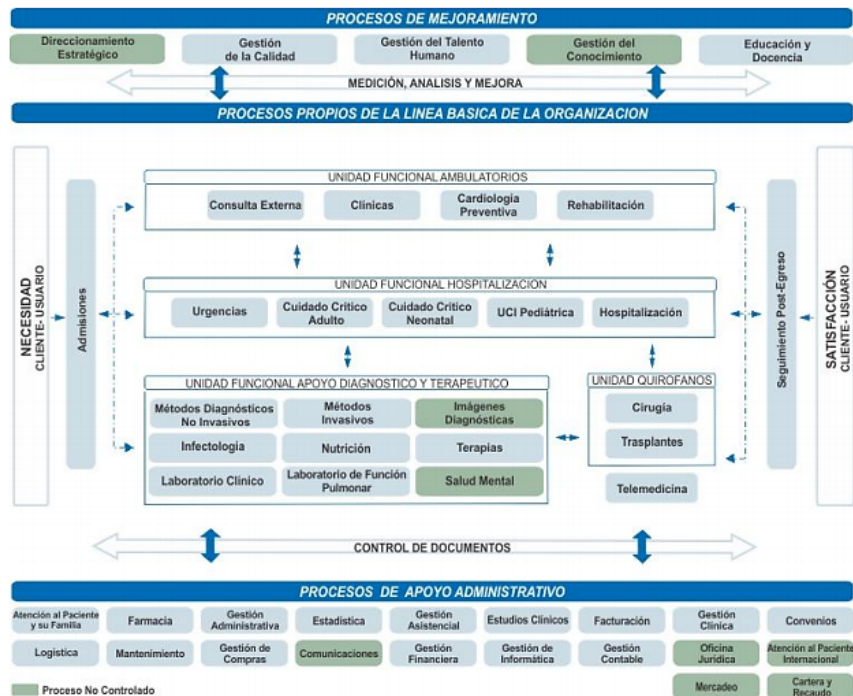 PROCESOS DE MEJORAMIENTO
Direccionamiento
Estratégico
Gestión
de la Calidad
Gestión del Talento
Humano
Gestión del
Conocimiento
Educación y
Docencia
MEDICIÓN, ANALISIS Y MEJORA
PROCESOS PROPIOS DE LA LINEA BASICA DE LA ORGANIZACION
NECESIDAD
CLIENTE- USUARIO
Admisiones
UNIDAD FUNCIONAL AMBULATORIOS
Consulta Externa
Clínicas
Cardiología
Preventiva
Rehabilitación
UNIDAD FUNCIONAL HOSPITALIZACION
Urgencias
Cuidado Critico
Adulto
Cuidado Critico
Neonatal
UCI Pediátrica
Hospitalización
UNIDAD FUNCIONAL APOYO DIAGNOSTICO Y TERAPEUTICO
Métodos Diagnósticos
No Invasivos
Métodos
Invasivos
Imágenes
Diagnósticas
Infectología
Nutrición
Terapias
Laboratorio Clínico
Laboratorio de Función
Pulmonar
Salud Mental
UNIDAD QUIROFANOS
Cirugía
Trasplantes
Telemedicina
Seguimiento Post-Egreso
SATISFACCIÓN
CLIENTE- USUARIO
CONTROL DE DOCUMENTOS
PROCESOS DE APOYO ADMINISTRATIVO
Atención al Paciente
y su Familia
Farmacia
Gestión
Administrativa
Estadística
Gestión
Asistencial
Estudios Clínicos
Facturación
Gestión
Clínica
Convenios
Logistica
Mantenimiento
Gestión de
Compras
Comunicaciones
Gestión
Financiera
Gestión de
Informática
Gestión
Contable
Oficina
Jurídica
Atención al Paciente
Internacional
Mercadeo
Cartera y
Recaudo
Proceso No Controlado